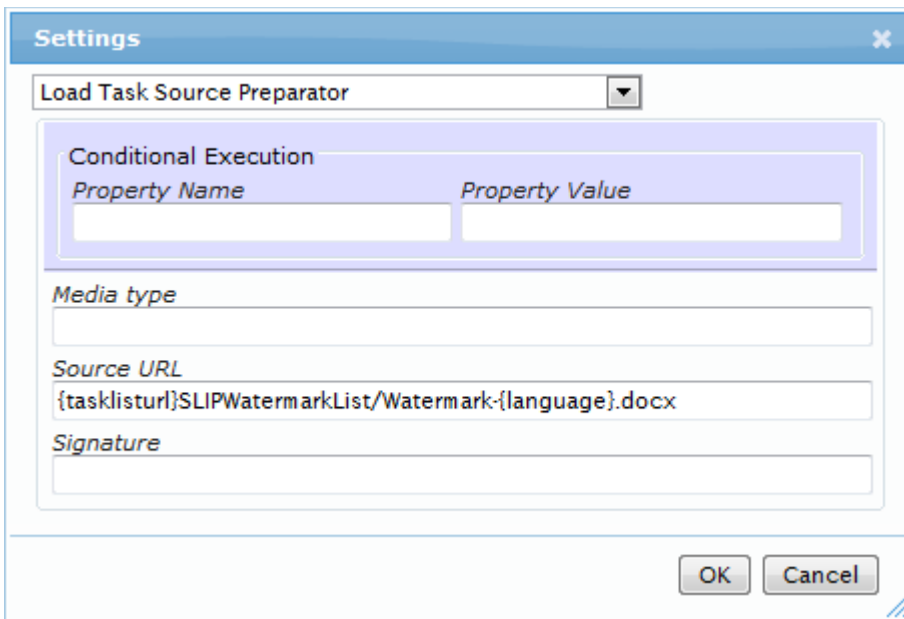 Settings
Load Task Source Preparator
Conditional Execution
Property Name Property Value
Media type
Source URL
{tasklisturl}SLIPWatermarkList/Watermark-{language}.docx
Signature
OK Cancel